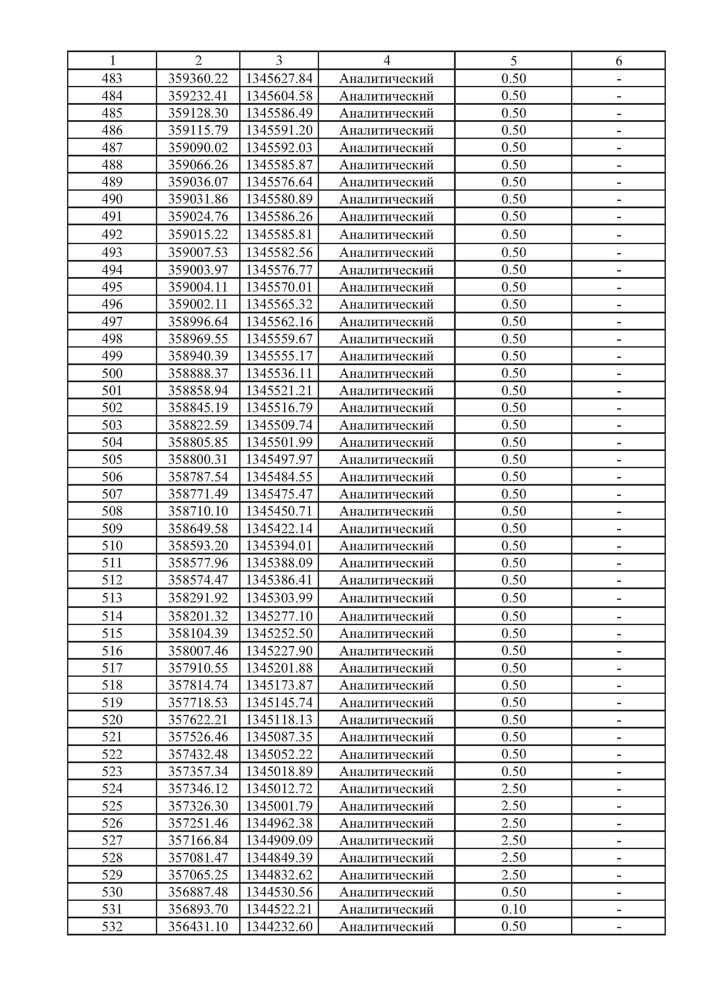 1 2 3 4 5 6
483 359360.22 1345627.84 Аналитический 0.50 -
484 359232.41 1345604.58 Аналитический 0.50 -
485 359128.30 1345586.49 Аналитический 0.50 -
486 359115.79 1345591.20 Аналитический 0.50 -
487 359090.02 1345592.03 Аналитический 0.50 -
488 359066.26 1345585.87 Аналитический 0.50 -
489 359036.07 1345576.64 Аналитический 0.50 -
490 359031.86 1345580.89 Аналитический 0.50 -
491 359024.76 1345586.26 Аналитический 0.50 -
492 359015.22 1345585.81 Аналитический 0.50 -
493 359007.53 1345582.56 Аналитический 0.50 -
494 359003.97 1345576.77 Аналитический 0.50 -
495 359004.11 1345570.01 Аналитический 0.50 -
496 359002.11 1345565.32 Аналитический 0.50 -
497 358996.64 1345562.16 Аналитический 0.50 -
498 358969.55 1345559.67 Аналитический 0.50 -
499 358940.39 1345555.17 Аналитический 0.50 -
500 358888.37 1345536.11 Аналитический 0.50 -
501 358858.94 1345521.21 Аналитический 0.50 -
502 358845.19 1345516.79 Аналитический 0.50 -
503 358822.59 1345509.74 Аналитический 0.50 -
504 358805.85 1345501.99 Аналитический 0.50 -
505 358800.31 1345497.97 Аналитический 0.50 -
506 358787.54 1345484.55 Аналитический 0.50 -
507 358771.49 1345475.47 Аналитический 0.50 -
508 358710.10 1345450.71 Аналитический 0.50 -
509 358649.58 1345422.14 Аналитический 0.50 -
510 358593.20 1345394.01 Аналитический 0.50 -
511 358577.96 1345388.09 Аналитический 0.50 -
512 358574.47 1345386.41 Аналитический 0.50 -
513 358291.92 1345303.99 Аналитический 0.50 -
514 358201.32 1345277.10 Аналитический 0.50 -
515 358104.39 1345252.50 Аналитический 0.50 -
516 358007.46 1345227.90 Аналитический 0.50 -
517 357910.55 1345201.88 Аналитический 0.50 -
518 357814.74 1345173.87 Аналитический 0.50 -
519 357718.53 1345145.74 Аналитический 0.50 -
520 357622.21 1345118.13 Аналитический 0.50 -
521 357526.46 1345087.35 Аналитический 0.50 -
522 357432.48 1345052.22 Аналитический 0.50 -
523 357357.34 1345018.89 Аналитический 0.50 -
524 357346.12 1345012.72 Аналитический 2.50 -
525 357326.30 1345001.79 Аналитический 2.50 -
526 357251.46 1344962.38 Аналитический 2.50 -
527 357166.84 1344909.09 Аналитический 2.50 -
528 357081.47 1344849.39 Аналитический 2.50 -
529 357065.25 1344832.62 Аналитический 2.50 -
530 356887.48 1344530.56 Аналитический 0.50 -
531 356893.70 1344522.21 Аналитический 0.10 -
532 356431.10 1344232.60 Аналитический 0.50 -